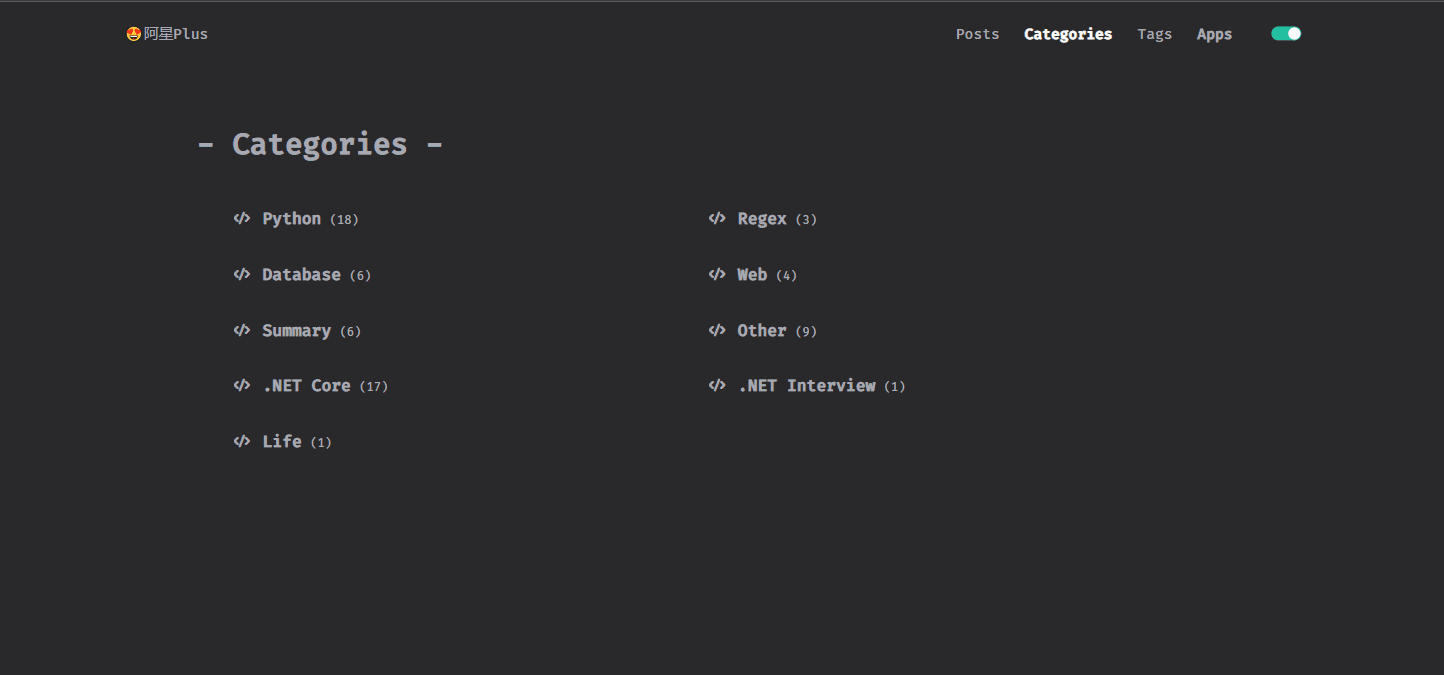 🤩阿星Plus Posts Categories Tags Apps
- Categories -
</> Python (18)
</> Regex (3)
</> Database (6)
</> Web (4)
</> Summary (6)
</> Other (9)
</> .NET Core (17)
</> .NET Interview (1)
</> Life (1)